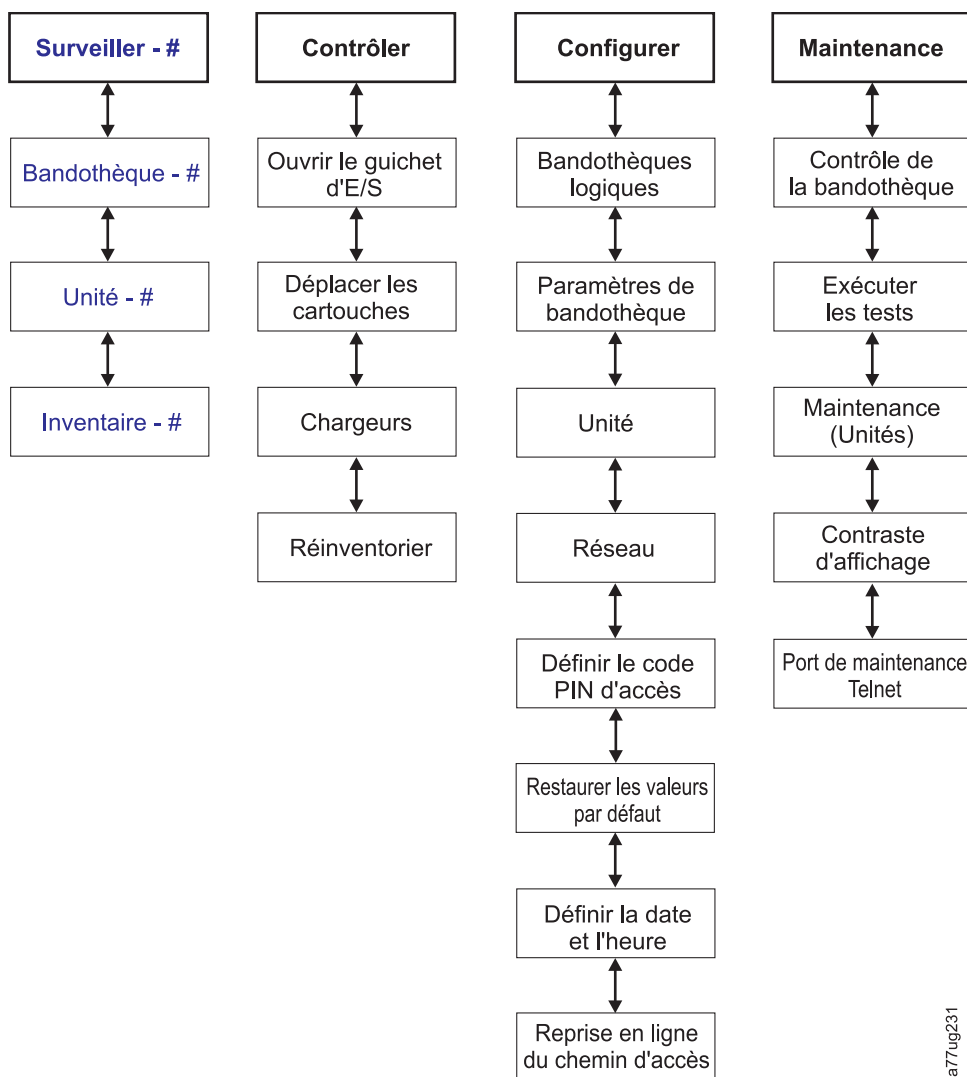 Surveiller - #
Bandothèque - #
Unité - #
Inventaire - #
Contrôler
Ouvrir le guichet
d'E/S
Déplacer les
cartouches
Chargeurs
Réinventorier
Configurer
Bandothèques
logiques
Paramètres de
bandothèque
Unité
Réseau
Définir le code
PIN d'accès
Restaurer les valeurs
par défaut
Définir la date
et l'heure
Reprise en ligne
du chemin d'accès
Maintenance
Contrôle de
la bandothèque
Exécuter
les tests
Maintenance
(Unités)
Contraste
d'affichage
Port de maintenance
Telnet
a77ug231